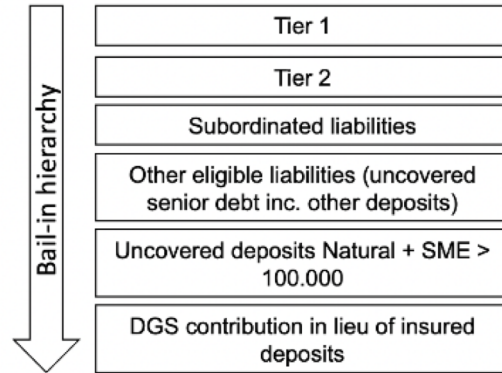 Bail-in hierarchy
Tier 1
Tier 2
Subordinated liabilities
Other eligible liabilities (uncovered
senior debt inc. other deposits)
Uncovered deposits Natural + SME >
100.000
DGS contribution in lieu of insured
deposits